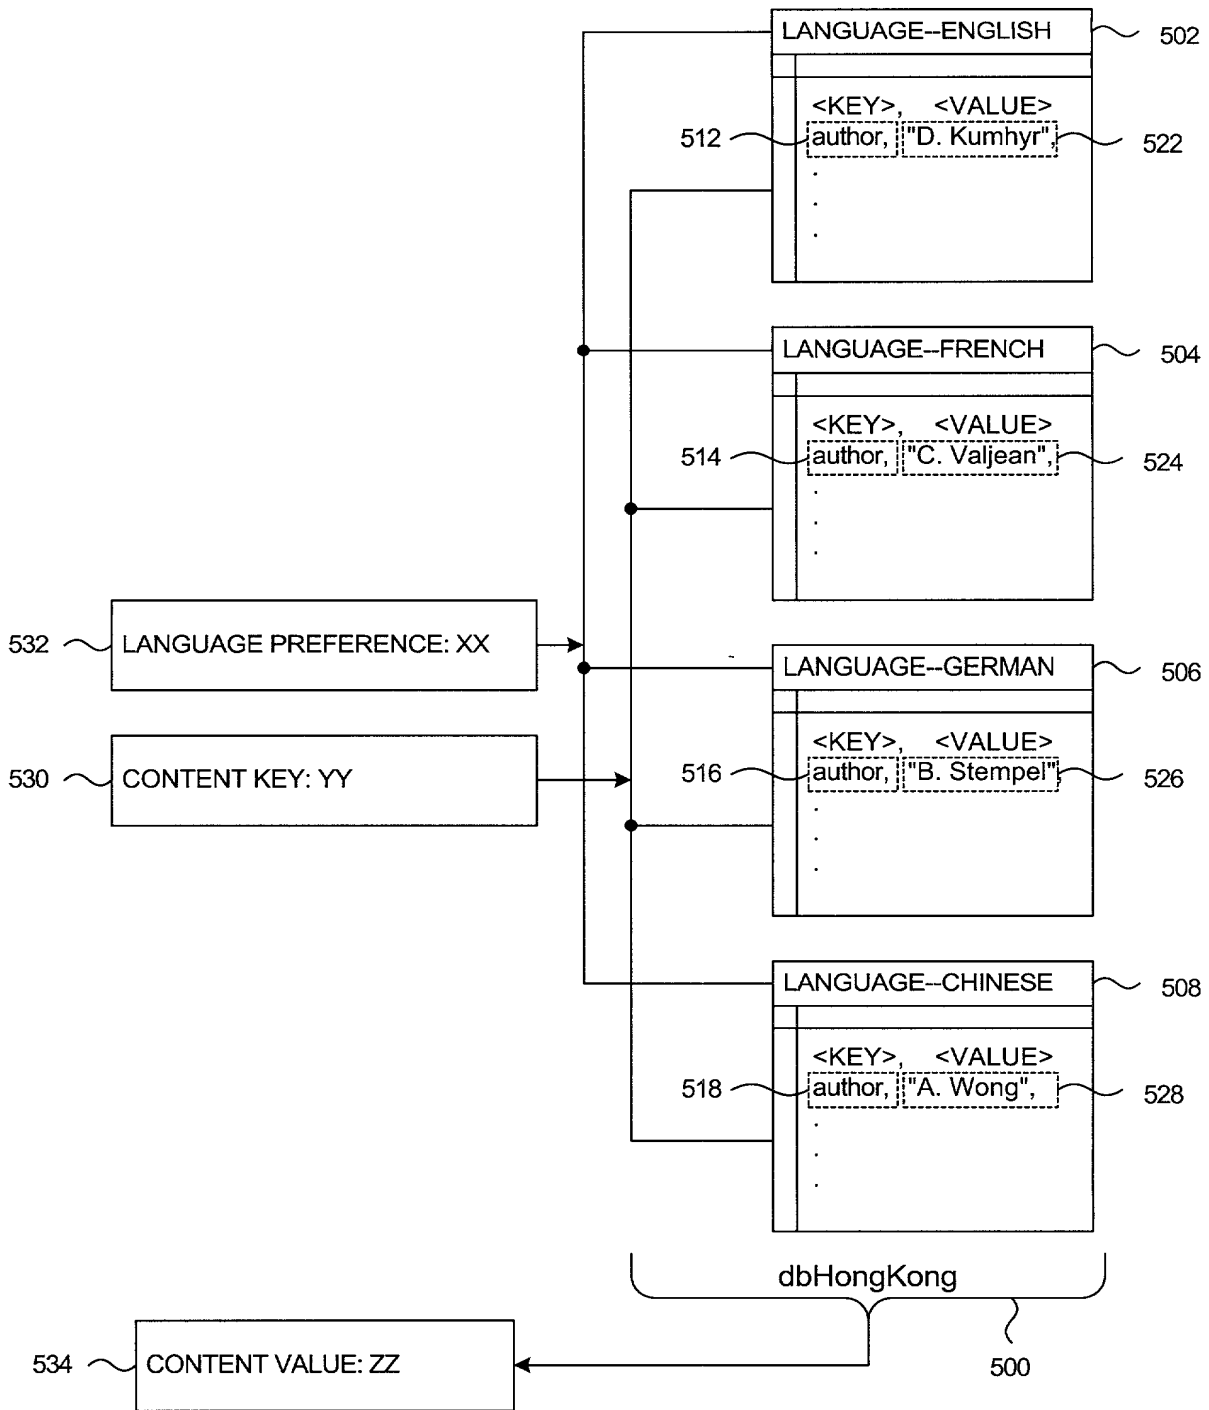 LANGUAGE--ENGLISH
502
<KEY>, <VALUE>
512
author, "D. Kumhyr",
522
.
.
.
LANGUAGE--FRENCH
504
<KEY>, <VALUE>
514
author, "C. Valjean",
524
.
.
.
532
LANGUAGE PREFERENCE: XX
LANGUAGE--GERMAN
506
<KEY>, <VALUE>
530
CONTENT KEY: YY
516
author, "B. Stempel",
526
.
.
.
LANGUAGE--CHINESE
508
<KEY>, <VALUE>
518
author, "A. Wong",
528
.
.
.
dbHongKong
500
534
CONTENT VALUE: ZZ